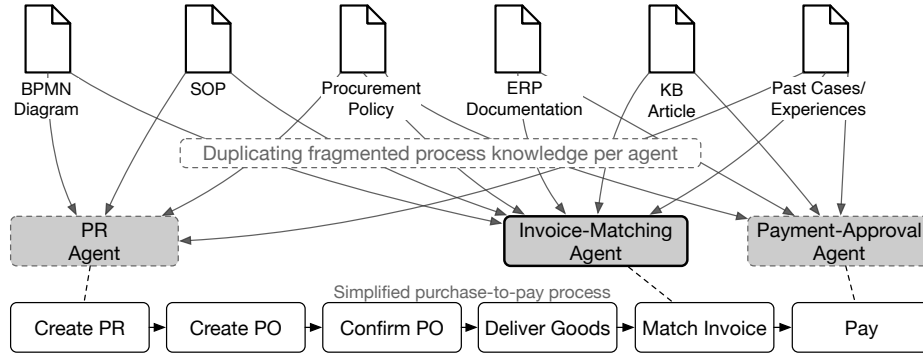 BPMN
Diagram
SOP
Procurement
Policy
ERP
Documentation
KB
Article
Past Cases/
Experiences
Duplicating fragmented process knowledge per agent
PR
Agent
Invoice-Matching
Agent
Payment-Approval
Agent
Simplified purchase-to-pay process
Create PR
Create PO
Confirm PO
Deliver Goods
Match Invoice
Pay